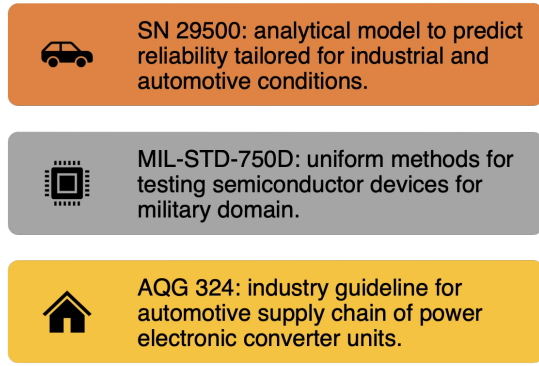 SN 29500: analytical model to predict
reliability tailored for industrial and
automotive conditions.
MIL-STD-750D: uniform methods for
testing semiconductor devices for
military domain.
AQG 324: industry guideline for
automotive supply chain of power
electronic converter units.